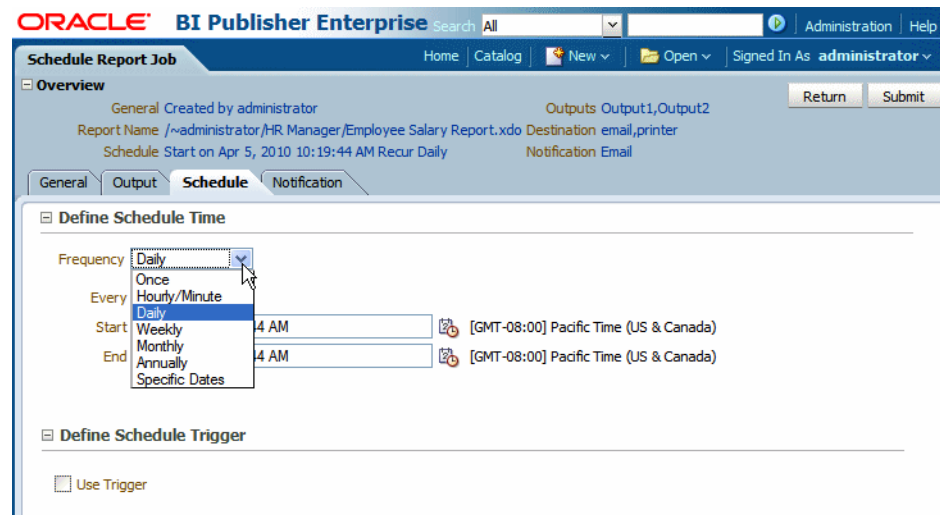 ORACLE BI Publisher Enterprise Search All Administration Help
Schedule Report Job Home Catalog New Open Signed In As administrator
Overview
Return Submit
General Created by administrator Outputs Output1,Output2
Report Name /~administrator/HR Manager/Employee Salary Report.xdo Destination email,printer
Schedule Start on Apr 5, 2010 10:19:44 AM Recur Daily Notification Email
General Output Schedule Notification
Define Schedule Time
Frequency Daily
Once
Every Hourly/Minute
Daily
Start Weekly 44 AM [GMT-08:00] Pacific Time (US & Canada)
Monthly
End Annually 44 AM [GMT-08:00] Pacific Time (US & Canada)
Specific Dates
Define Schedule Trigger
Use Trigger